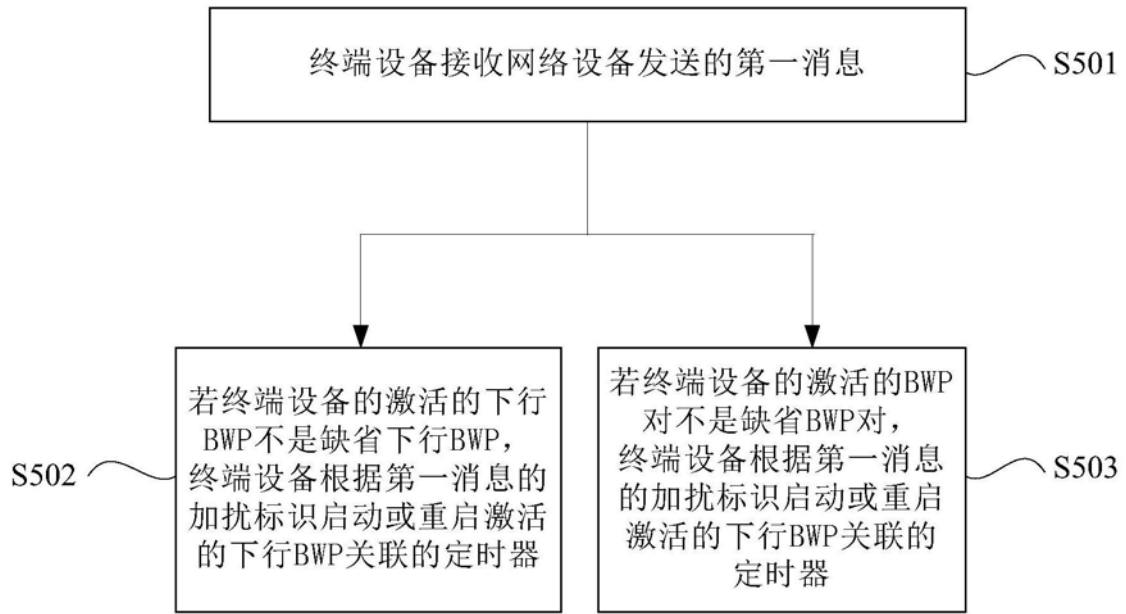 终端设备接收网络设备发送的第一消息
S501
若终端设备的激活的下行
BWP不是缺省下行BWP，
终端设备根据第一消息的
加扰标识启动或重启激活
的下行BWP关联的定时器
S502
若终端设备的激活的BWP
对不是缺省BWP对，
终端设备根据第一消息
的加扰标识启动或重启
激活的下行BWP关联的
定时器
S503